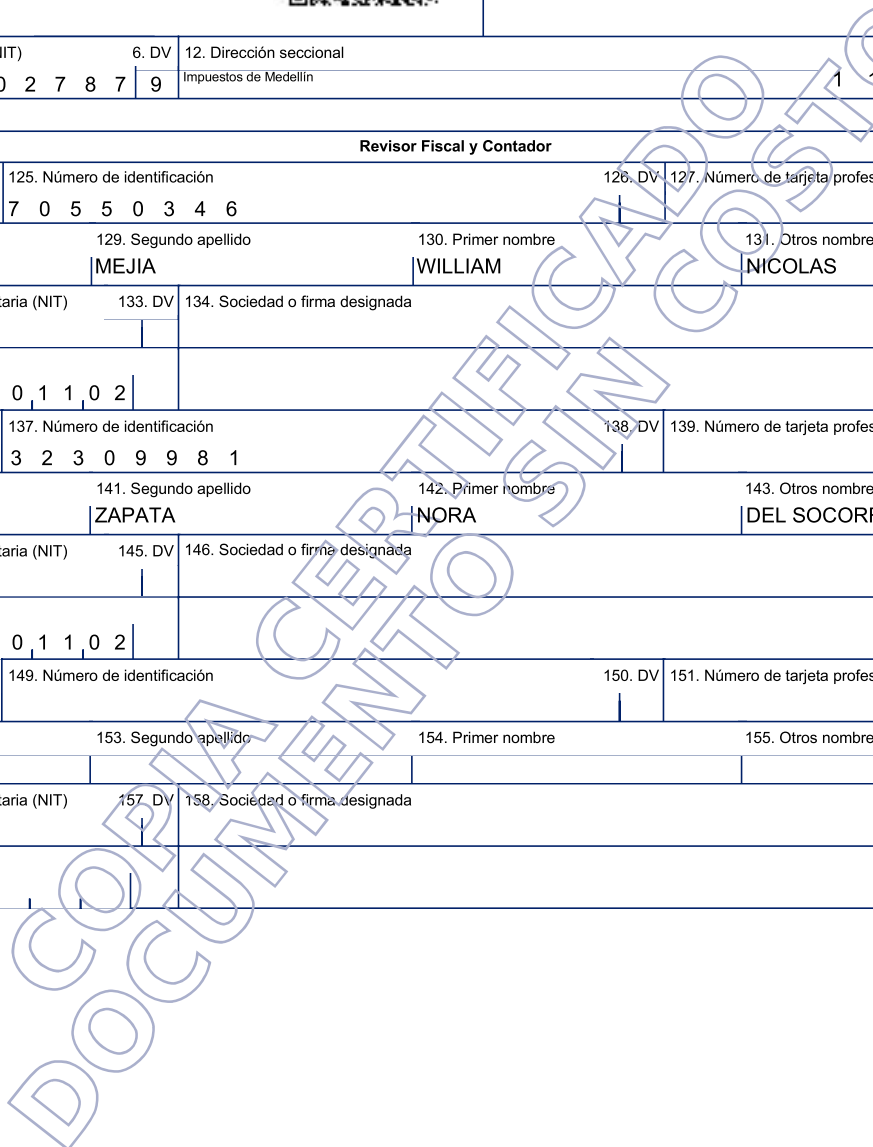 IIT) 6. DV 12. Dirección seccional
0 2 7 8 7 9 Impuestos de Medellín 1 1
Revisor Fiscal y Contador
125. Número de identificación 126. DV 127. Número de tarjeta profes
7 0 5 5 0 3 4 6
129. Segundo apellido 130. Primer nombre 131. Otros nombre
MEJIA WILLIAM NICOLAS
taria (NIT) 133. DV 134. Sociedad o firma designada
0 1 1 0 2
137. Número de identificación 138. DV 139. Número de tarjeta profes
3 2 3 0 9 9 8 1
141. Segundo apellido 142. Primer nombre 143. Otros nombre
ZAPATA NORA DEL SOCORR
taria (NIT) 145. DV 146. Sociedad o firma designada
0 1 1 0 2
149. Número de identificación 150. DV 151. Número de tarjeta profes
153. Segundo apellido 154. Primer nombre 155. Otros nombre
taria (NIT) 157. DV 158. Sociedad o firma designada
COPIA CERTIFICADO
DOCUMENTO SIN COSTO